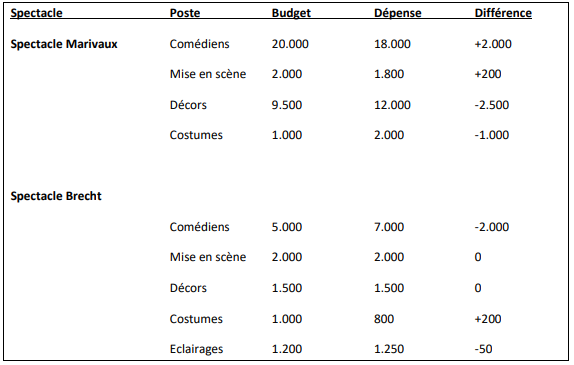 Spectacle Poste Budget Dépense Différence
Spectacle Marivaux Comédiens 20.000 18.000 +2.000
Mise en scène 2.000 1.800 +200
Décors 9.500 12.000 -2.500
Costumes 1.000 2.000 -1.000
Spectacle Brecht
Comédiens 5.000 7.000 -2.000
Mise en scène 2.000 2.000 0
Décors 1.500 1.500 0
Costumes 1.000 800 +200
Eclairages 1.200 1.250 -50